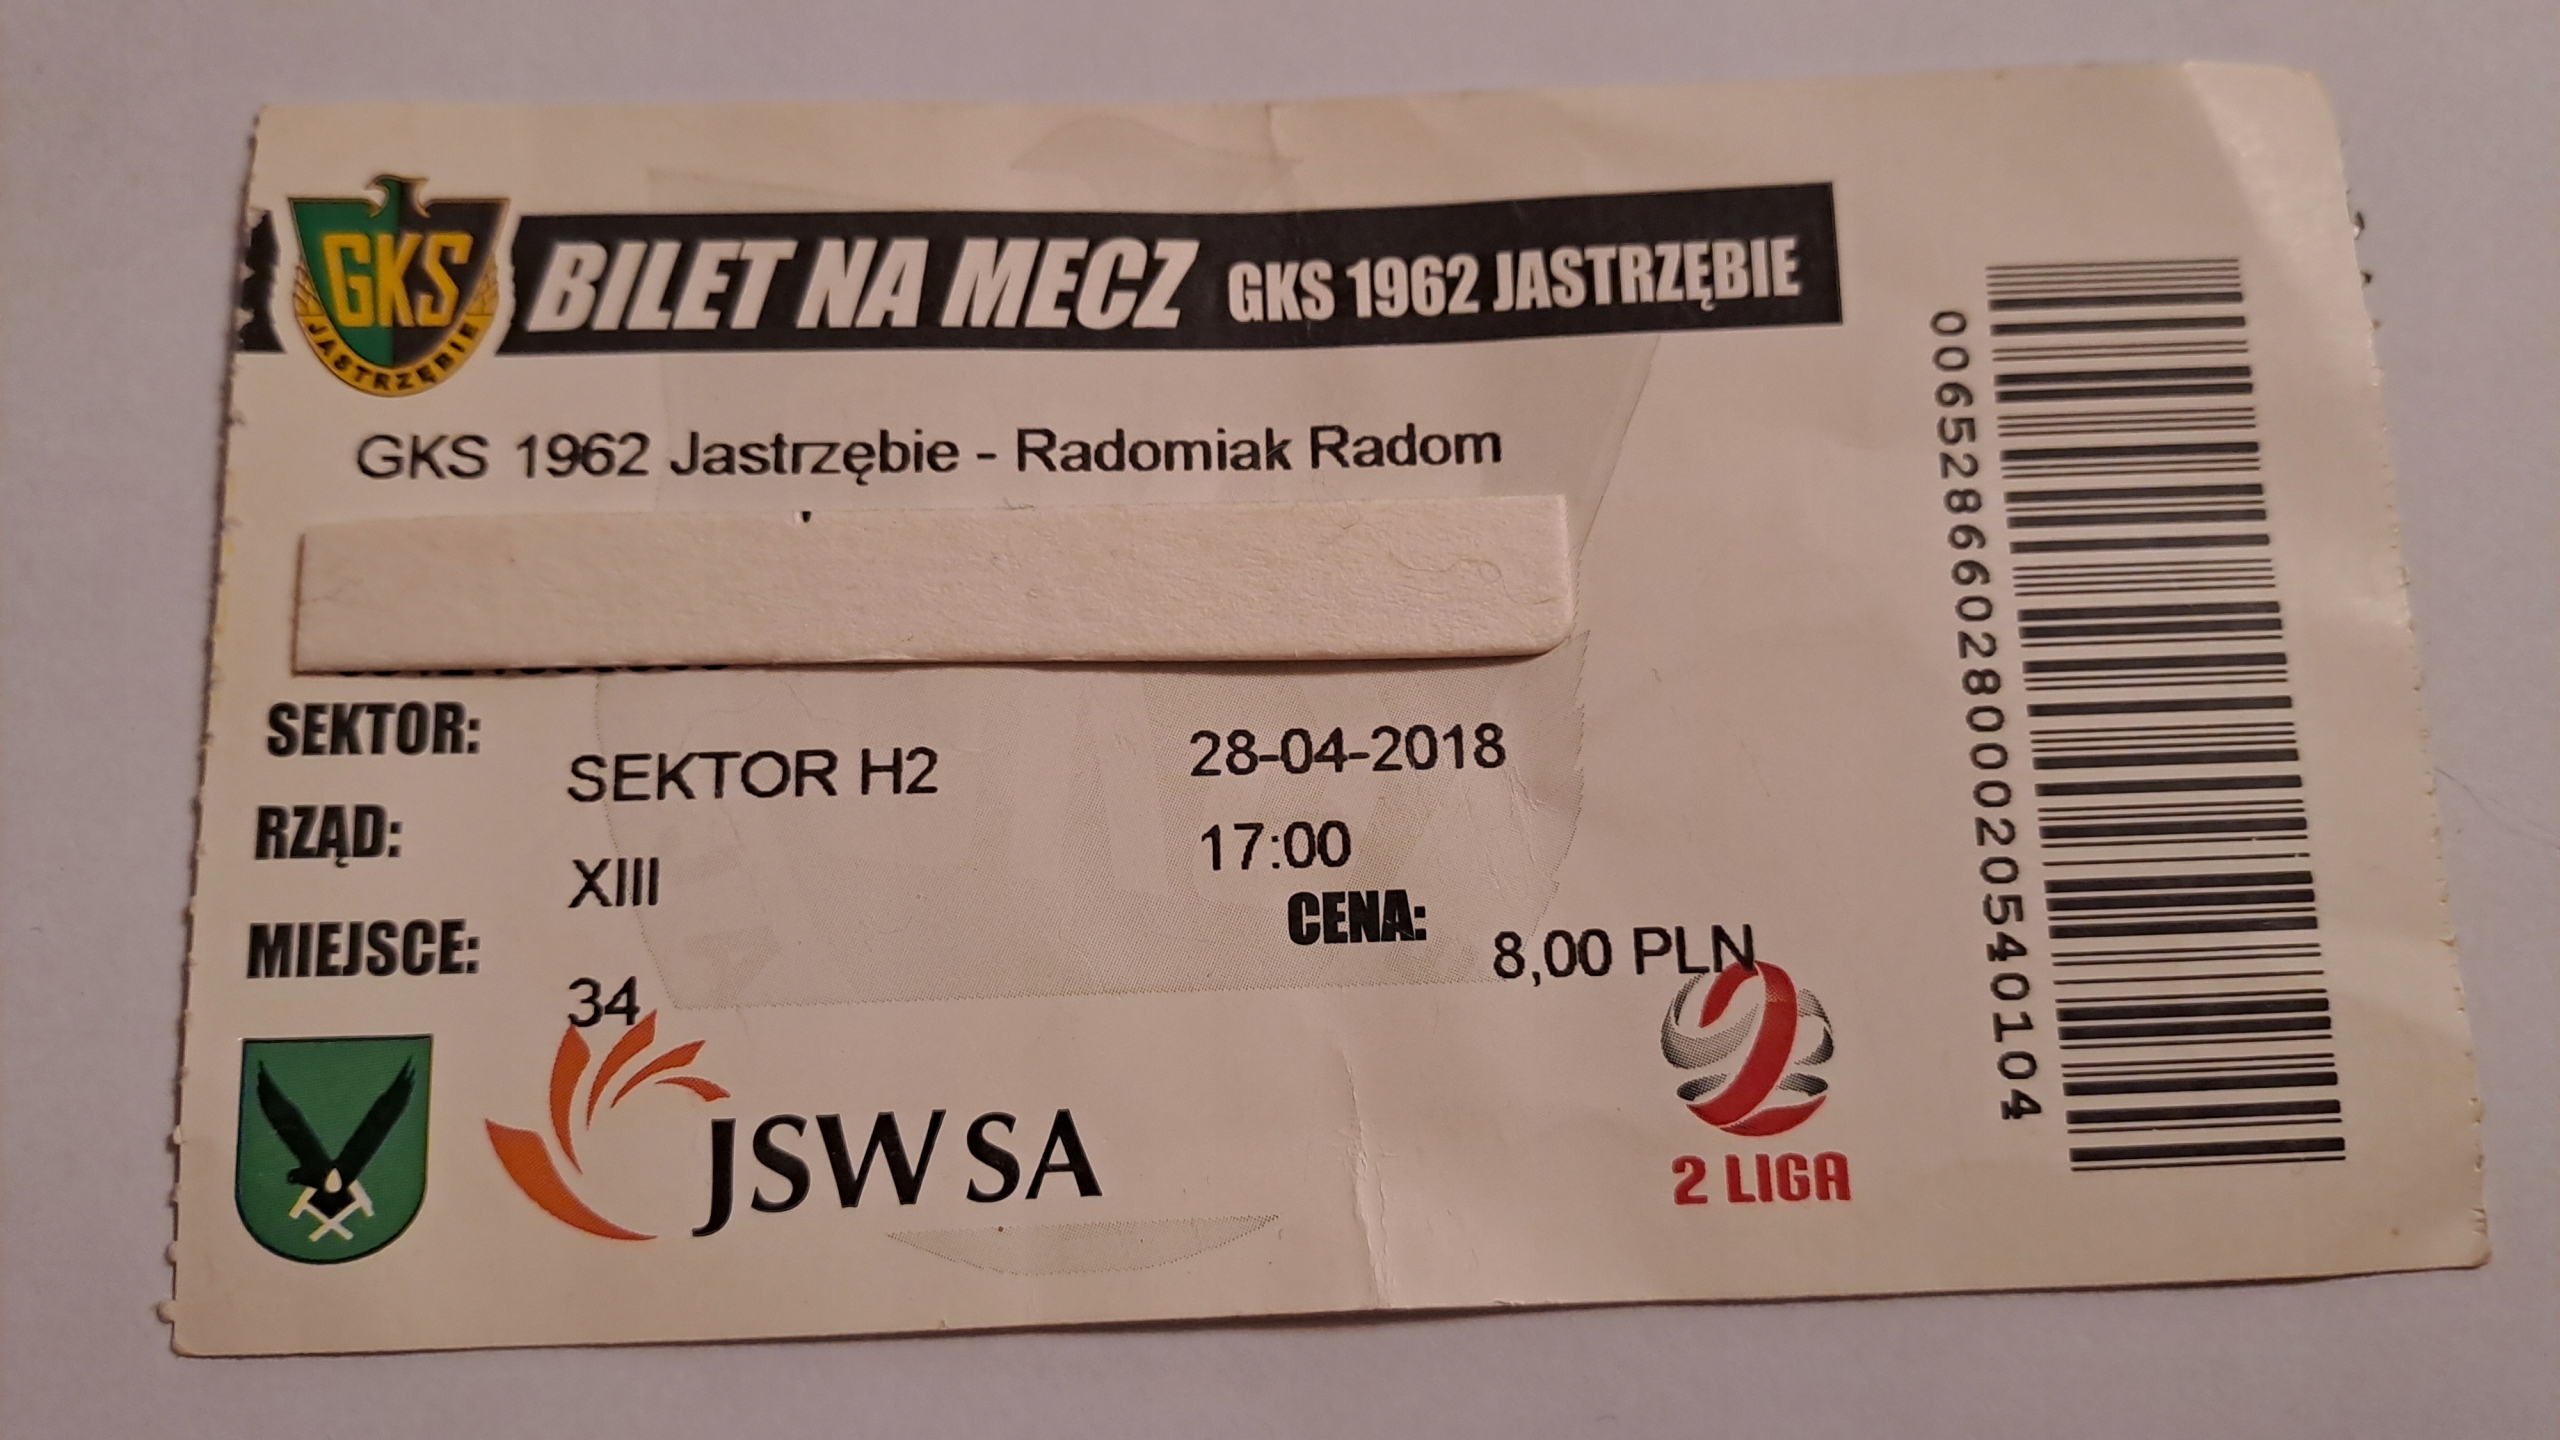 GKS
JASTRZĘBIE
BILET NA MECZ GKS 1962 JASTRZĘBIE
GKS 1962 Jastrzębie - Radomiak Radom
SEKTOR: SEKTOR H2 28-04-2018
RZĄD: XIII 17:00
CENA: 8,00 PLN
MIEJSCE: 34
JSW SA
2 LIGA
0065286602800020540104